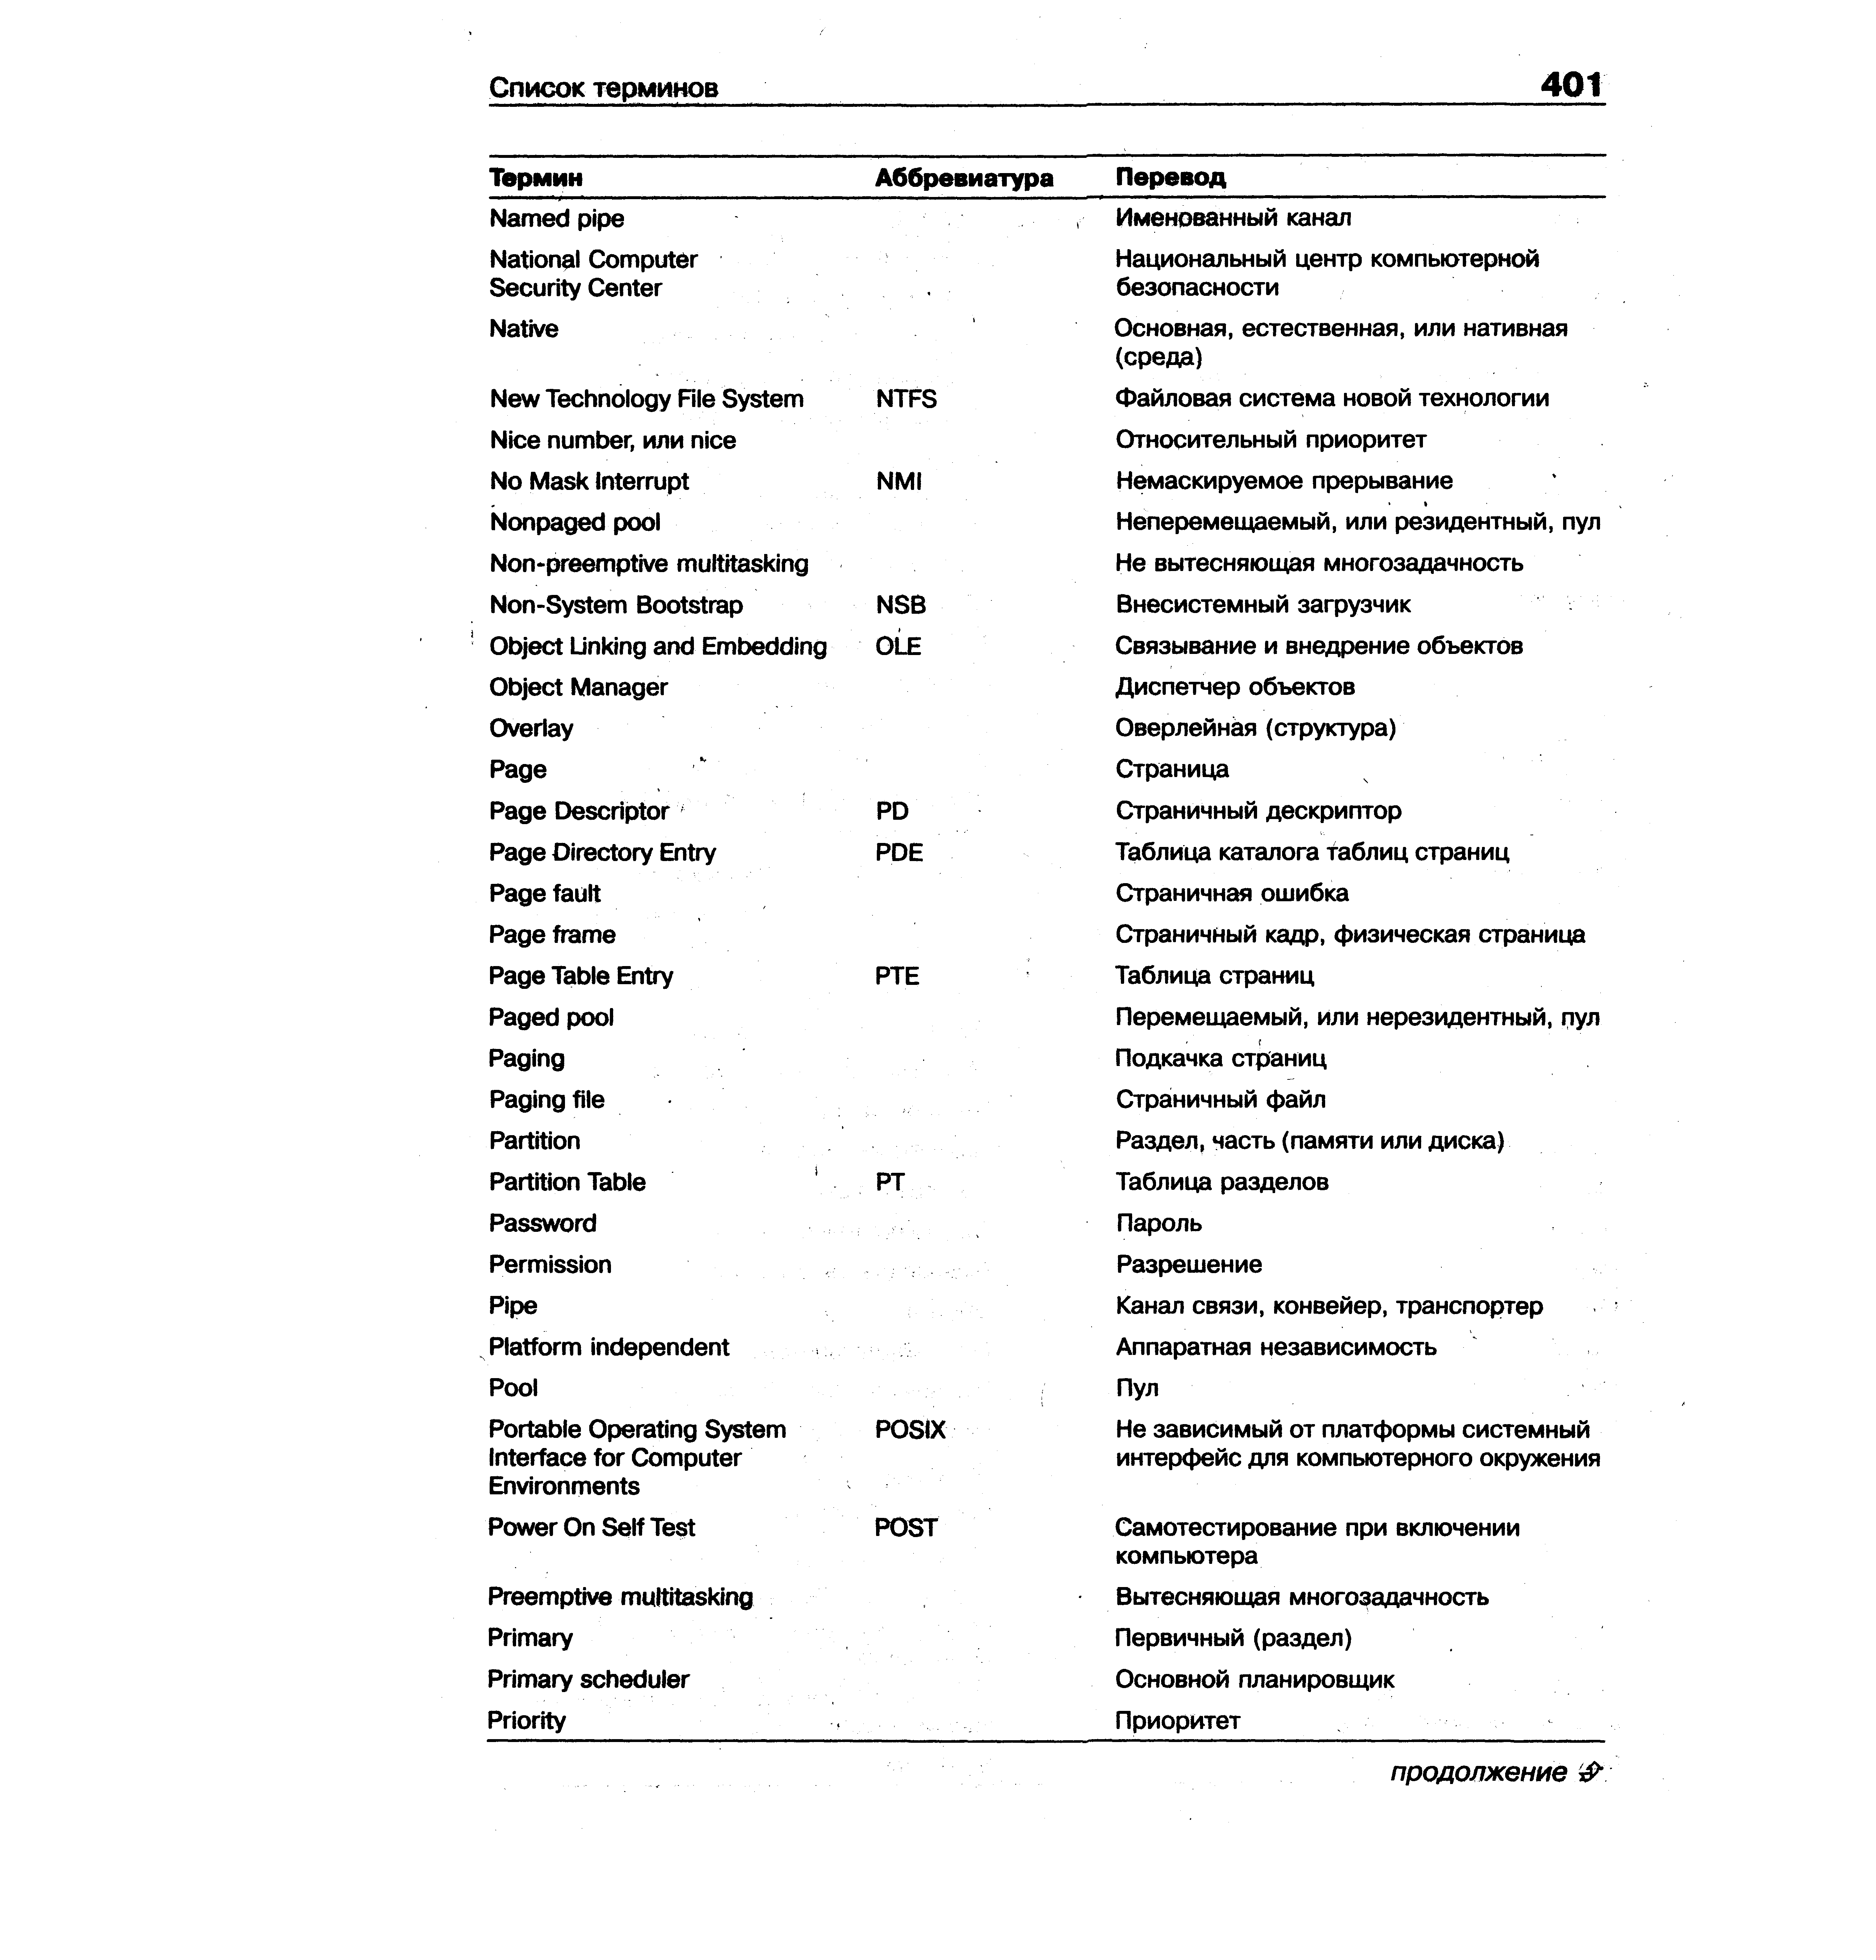 Список терминов 401
Термин Аббревиатура Перевод
Named pipe Именованный канал
National Computer Национальный центр компьютерной
Security Center безопасности
Native Основная, естественная, или нативная
(среда)
New Technology File System NTFS Файловая система новой технологии
Nice number, или nice Относительный приоритет
No Mask Interrupt NMI Немаскируемое прерывание
Nonpaged pool Неперемещаемый, или резидентный, пул
Non-preemptive multitasking Не вытесняющая многозадачность
Non-System Bootstrap NSB Внесистемный загрузчик
Object Linking and Embedding OLE Связывание и внедрение объектов
Object Manager Диспетчер объектов
Overlay Оверлейная (структура)
Page Страница
Page Descriptor PD Страничный дескриптор
Page Directory Entry PDE Таблица каталога таблиц страниц
Page fault Страничная ошибка
Page frame Страничный кадр, физическая страница
Page Table Entry PTE Таблица страниц
Paged pool Перемещаемый, или нерезидентный, пул
Paging Подкачка страниц
Paging file Страничный файл
Partition Раздел, часть (памяти или диска)
Partition Table PT Таблица разделов
Password Пароль
Permission Разрешение
Pipe Канал связи, конвейер, транспортер
Platform independent Аппаратная независимость
Pool Пул
Portable Operating System POSIX Не зависимый от платформы системный
Interface for Computer интерфейс для компьютерного окружения
Environments
Power On Self Test POST Самотестирование при включении
компьютера
Preemptive multitasking Вытесняющая многозадачность
Primary Первичный (раздел)
Primary scheduler Основной планировщик
Priority Приоритет
продолжение